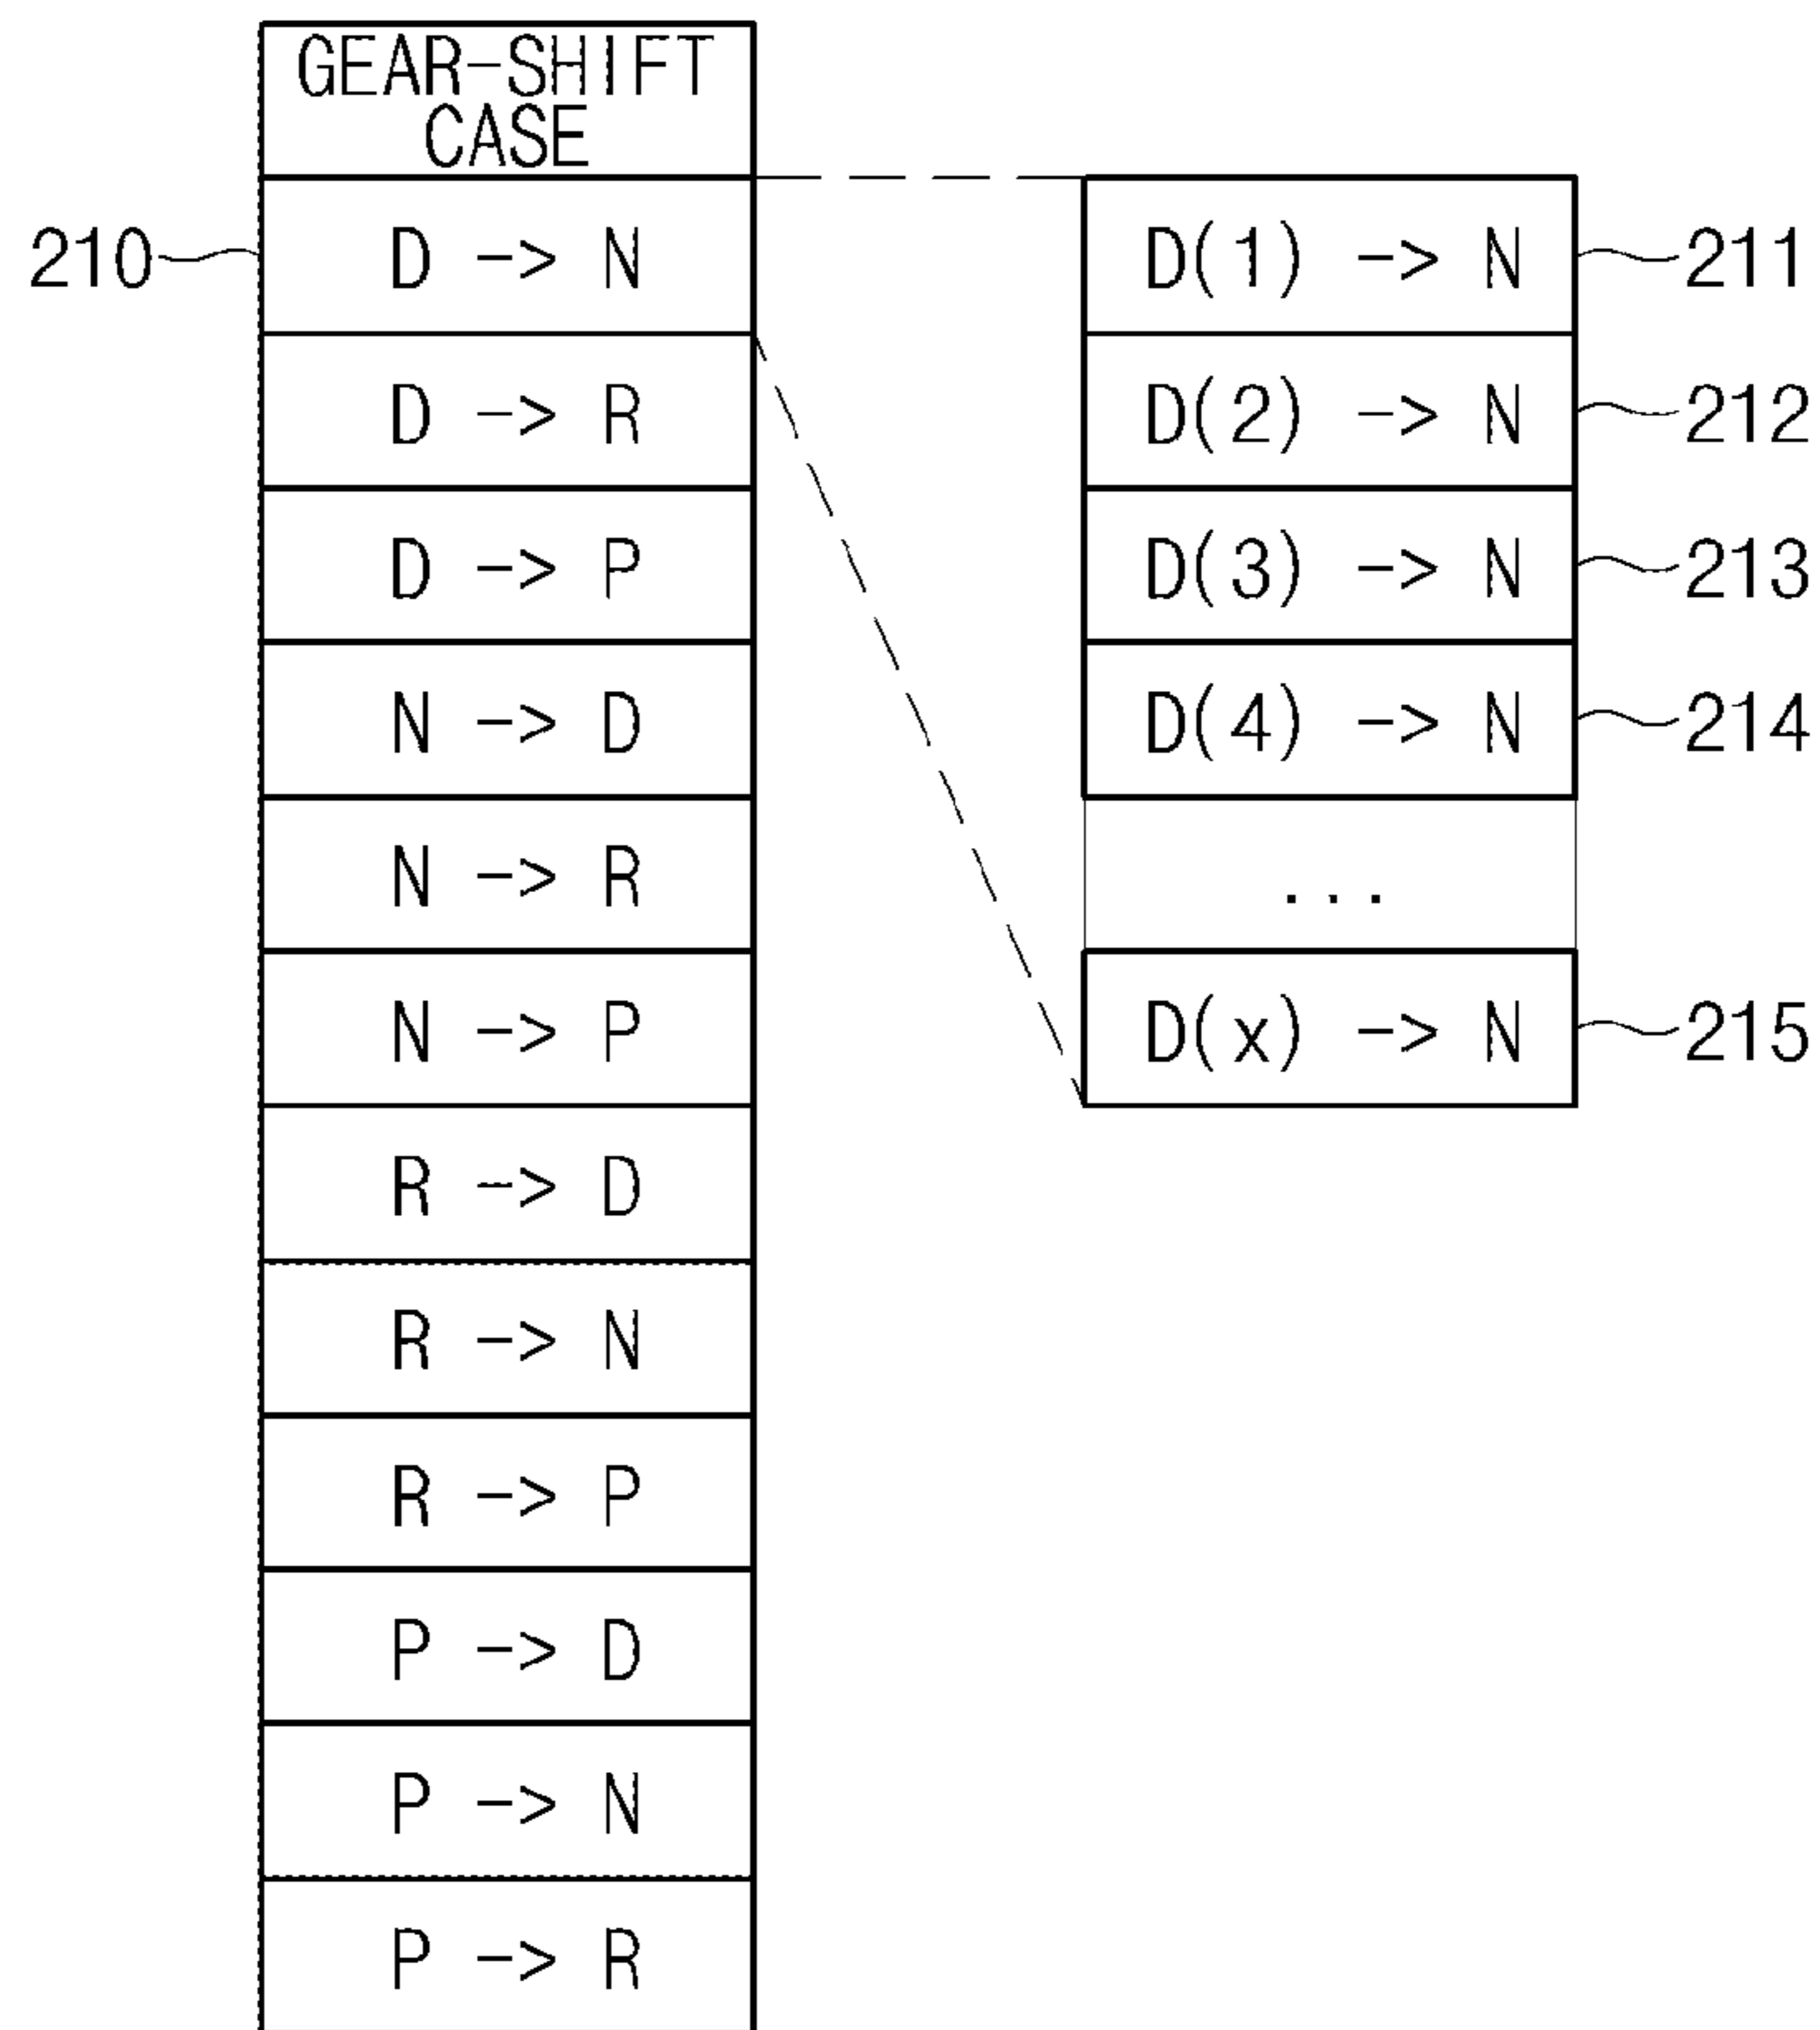 GEAR-SHIFT
CASE
210 D -> N D(1) -> N 211
D -> R D(2) -> N 212
D -> P D(3) -> N 213
N -> D D(4) -> N 214
N -> R ...
N -> P D(x) -> N 215
R -> D
R -> N
R -> P
P -> D
P -> N
P -> R